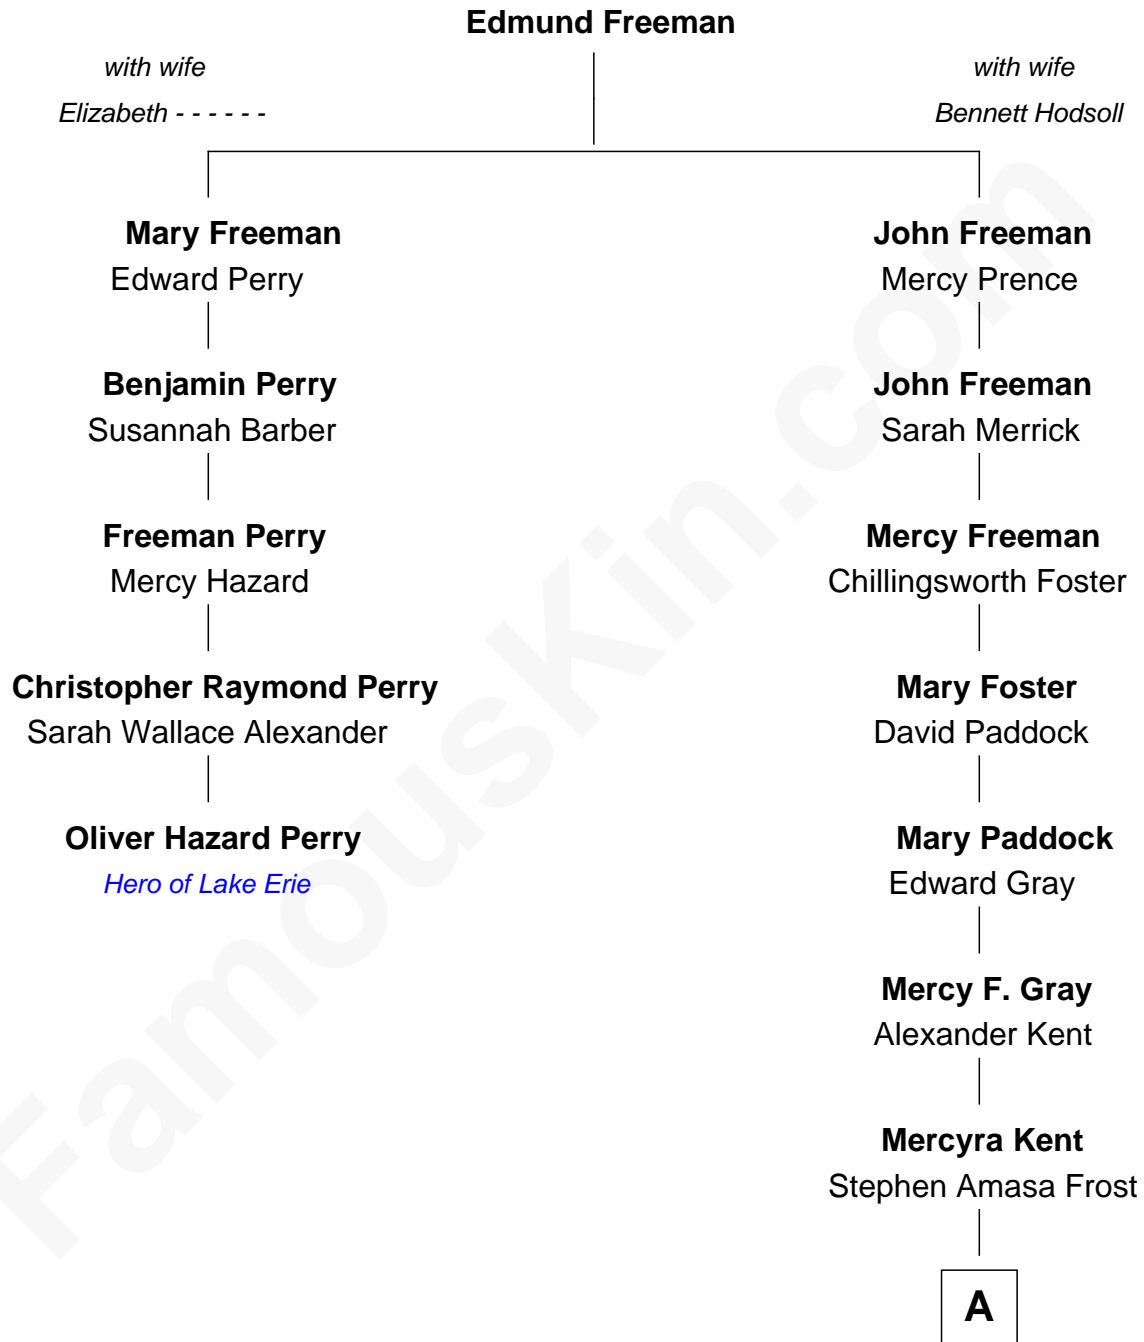 Edmund Freeman
with wife
Elizabeth - - - - - -
with wife
Bennett Hodsoll
Mary Freeman
Edward Perry
John Freeman
Mercy Prence
Benjamin Perry
Susannah Barber
John Freeman
Sarah Merrick
Freeman Perry
Mercy Hazard
Mercy Freeman
Chillingsworth Foster
Christopher Raymond Perry
Sarah Wallace Alexander
Mary Foster
David Paddock
Oliver Hazard Perry
Hero of Lake Erie
Mary Paddock
Edward Gray
Mercy F. Gray
Alexander Kent
Mercyra Kent
Stephen Amasa Frost
A
FamousKin.com